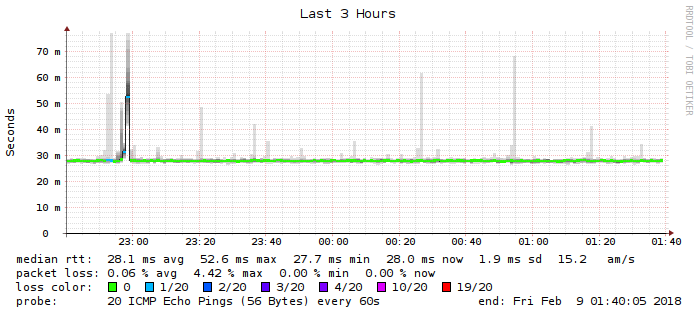 Last 3 Hours
RRDTOOL / TOBI OETIKER
Seconds
70 m
60 m
50 m
40 m
30 m
20 m
10 m
0
23:00 23:20 23:40 00:00 00:20 00:40 01:00 01:20 01:40
median rtt: 28.1 ms avg 52.6 ms max 27.7 ms min 28.0 ms now 1.9 ms sd 15.2 am/s
packet loss: 0.06 % avg 4.42 % max 0.00 % min 0.00 % now
loss color: 0 1/20 2/20 3/20 4/20 10/20 19/20
probe: 20 ICMP Echo Pings (56 Bytes) every 60s end: Fri Feb 9 01:40:05 2018